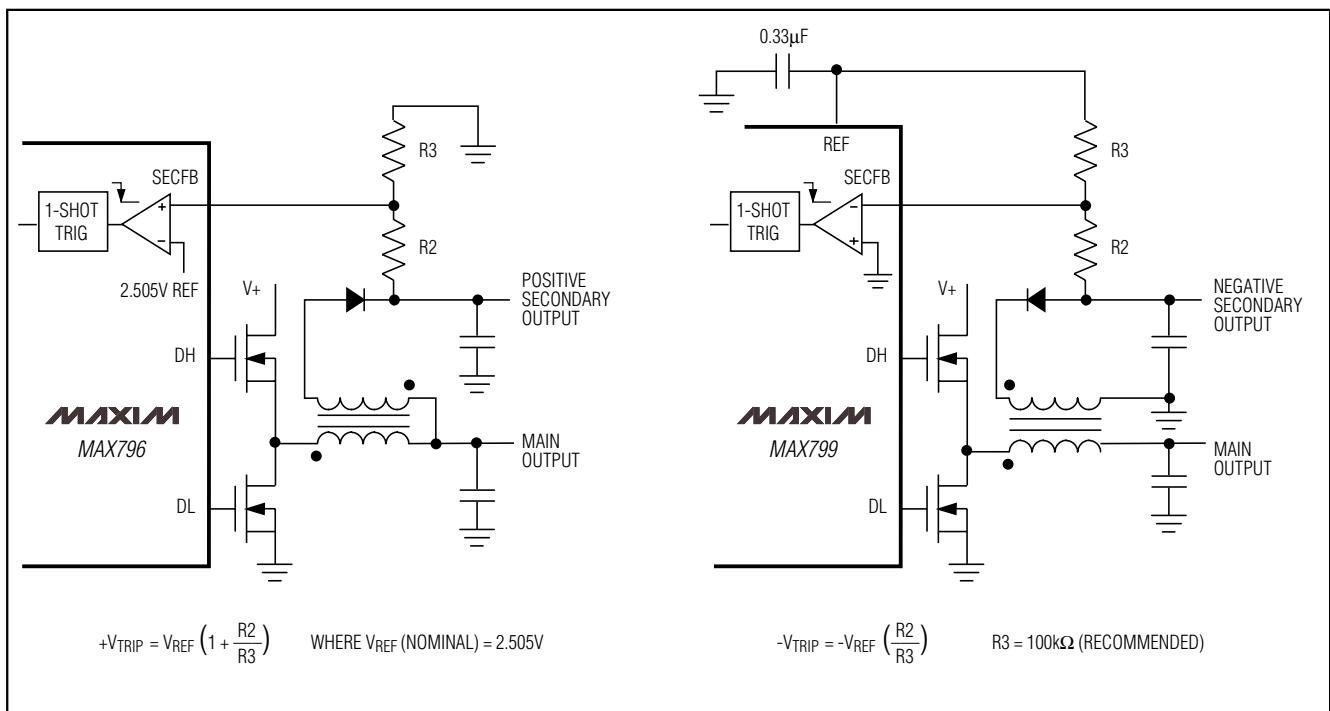 0.33μF
REF
R3
SECFB
+
−
1-SHOT
TRIG
R2
2.505V REF
V+
POSITIVE
SECONDARY
OUTPUT
DH
MAXIM
MAX796
MAIN
OUTPUT
DL
R3
SECFB
−
+
1-SHOT
TRIG
R2
V+
NEGATIVE
SECONDARY
OUTPUT
DH
MAXIM
MAX799
MAIN
OUTPUT
DL
+VTRIP = VREF (1 + R2/R3) WHERE VREF (NOMINAL) = 2.505V
-VTRIP = -VREF (R2/R3) R3 = 100kΩ (RECOMMENDED)